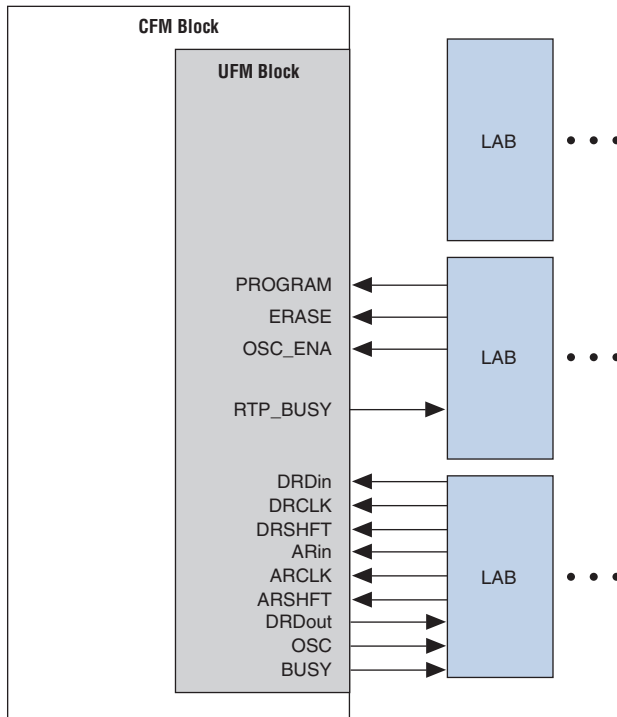 CFM Block
UFM Block
LAB
PROGRAM
ERASE
OSC_ENA
LAB
RTP_BUSY
DRDin
DRCLK
DRSHFT
ARin
ARCLK
LAB
ARSHFT
DRDout
OSC
BUSY